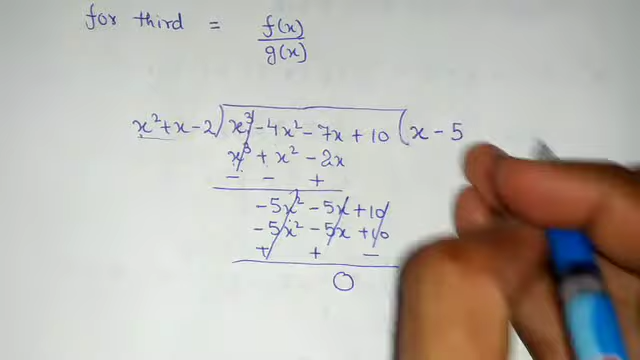 for third = f(x)/g(x)
x² + x - 2 ) x³ - 4x² - 7x + 10 ( x - 5
x³ + x² - 2x
- - +
-5x² - 5x + 10
-5x² - 5x + 10
+ + -
0